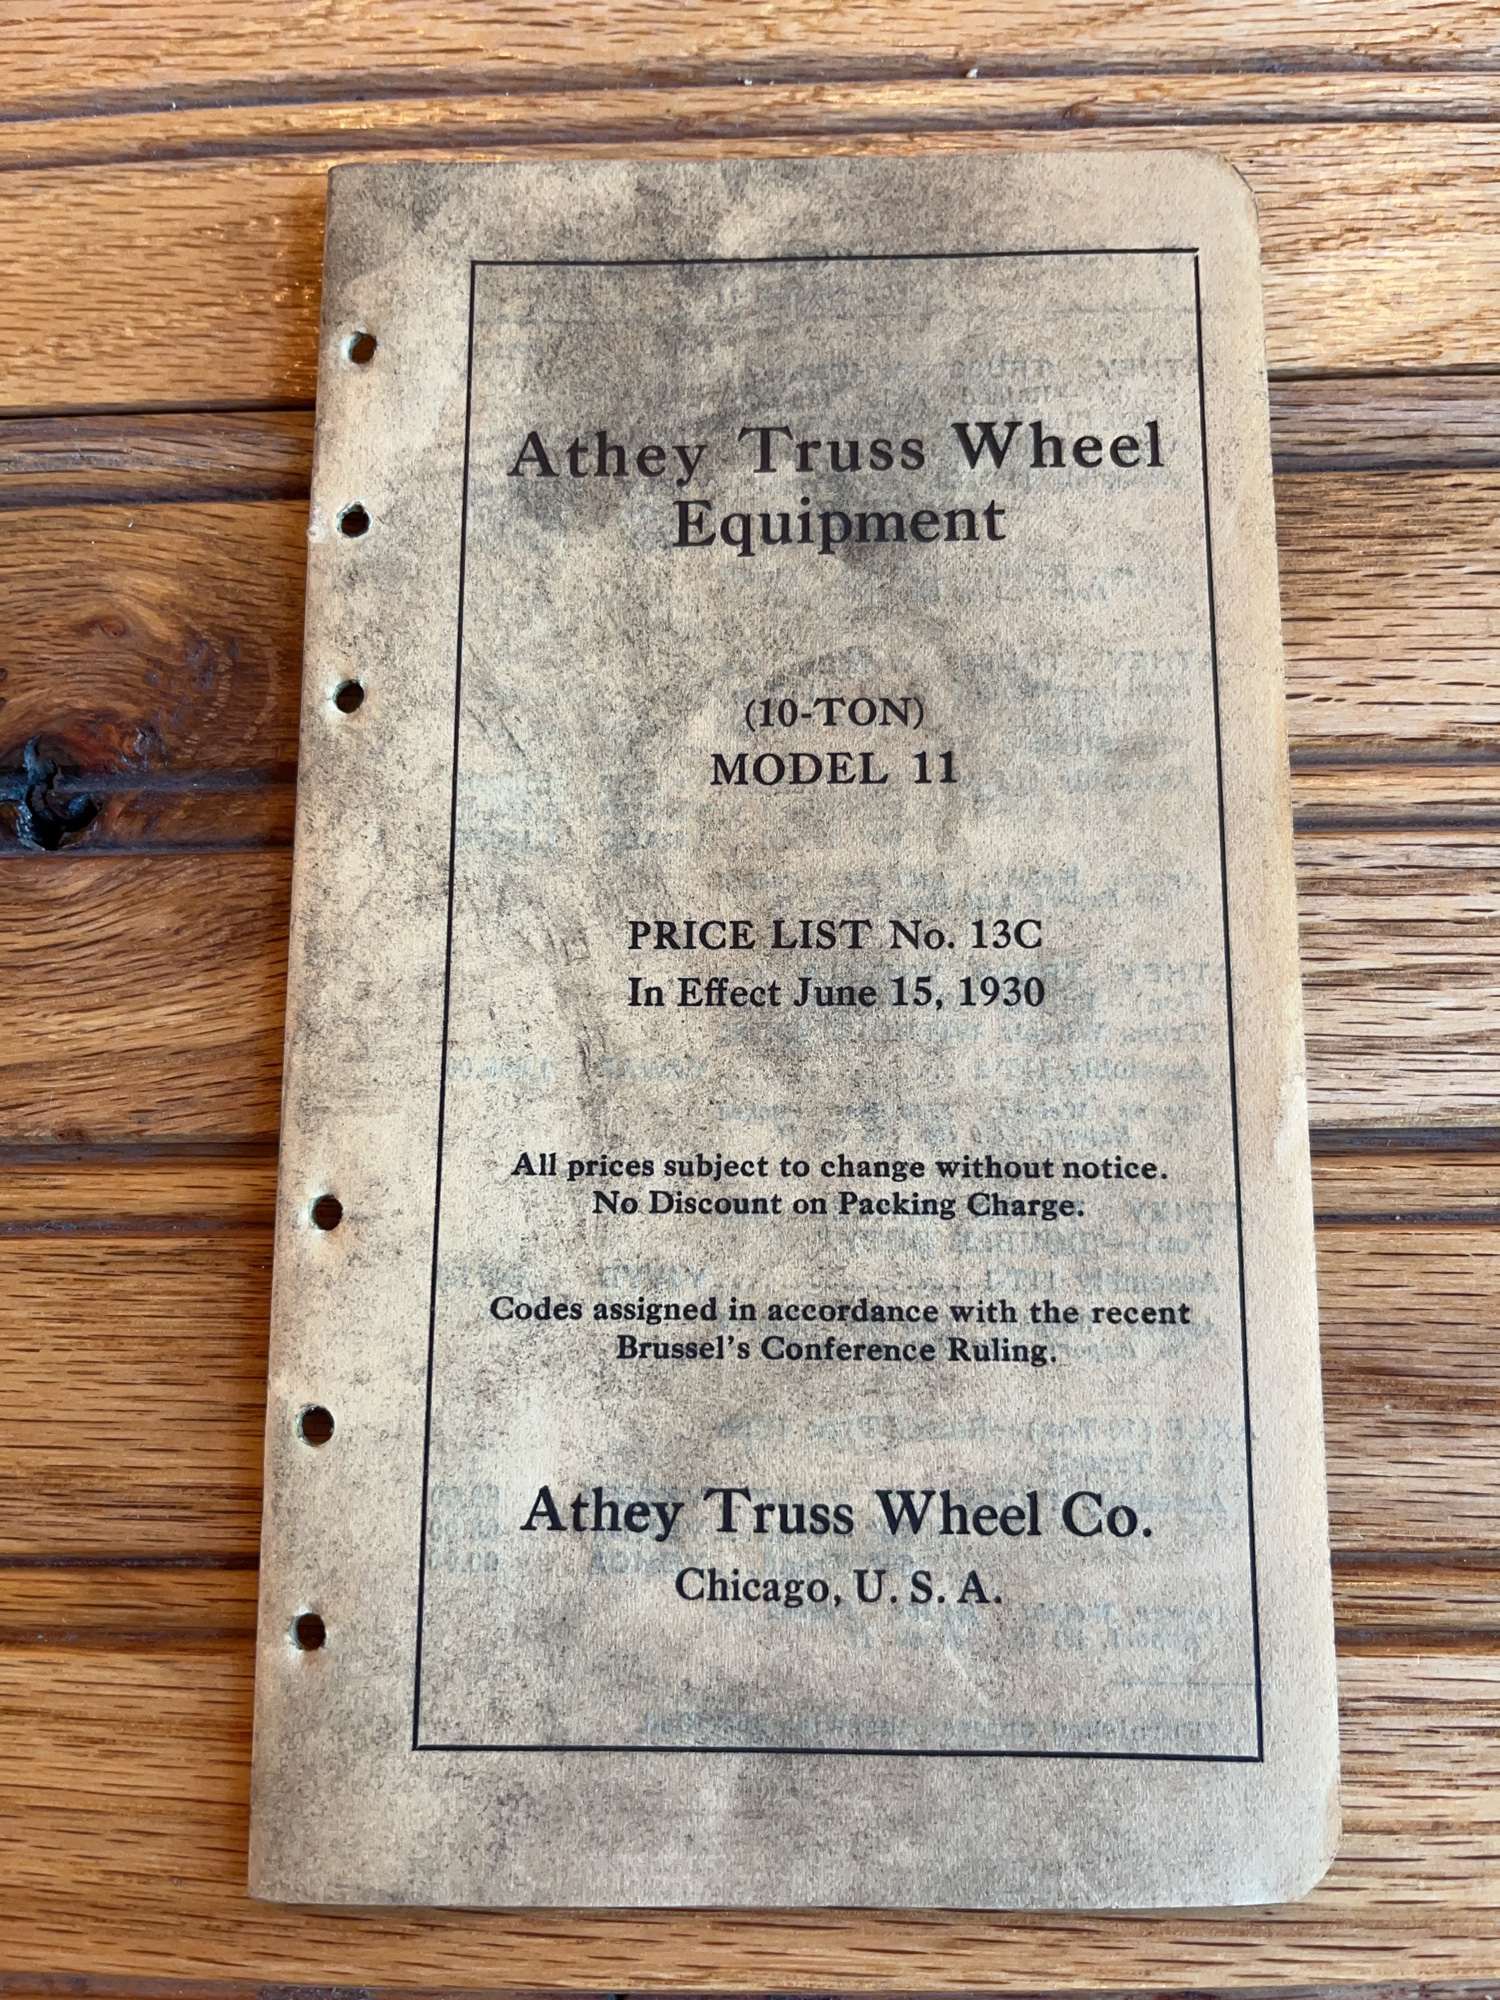 Athey Truss Wheel
Equipment
(10-TON)
MODEL 11
PRICE LIST No. 13C
In Effect June 15, 1930
All prices subject to change without notice.
No Discount on Packing Charge.
Codes assigned in accordance with the recent
Brussel's Conference Ruling.
Athey Truss Wheel Co.
Chicago, U. S. A.